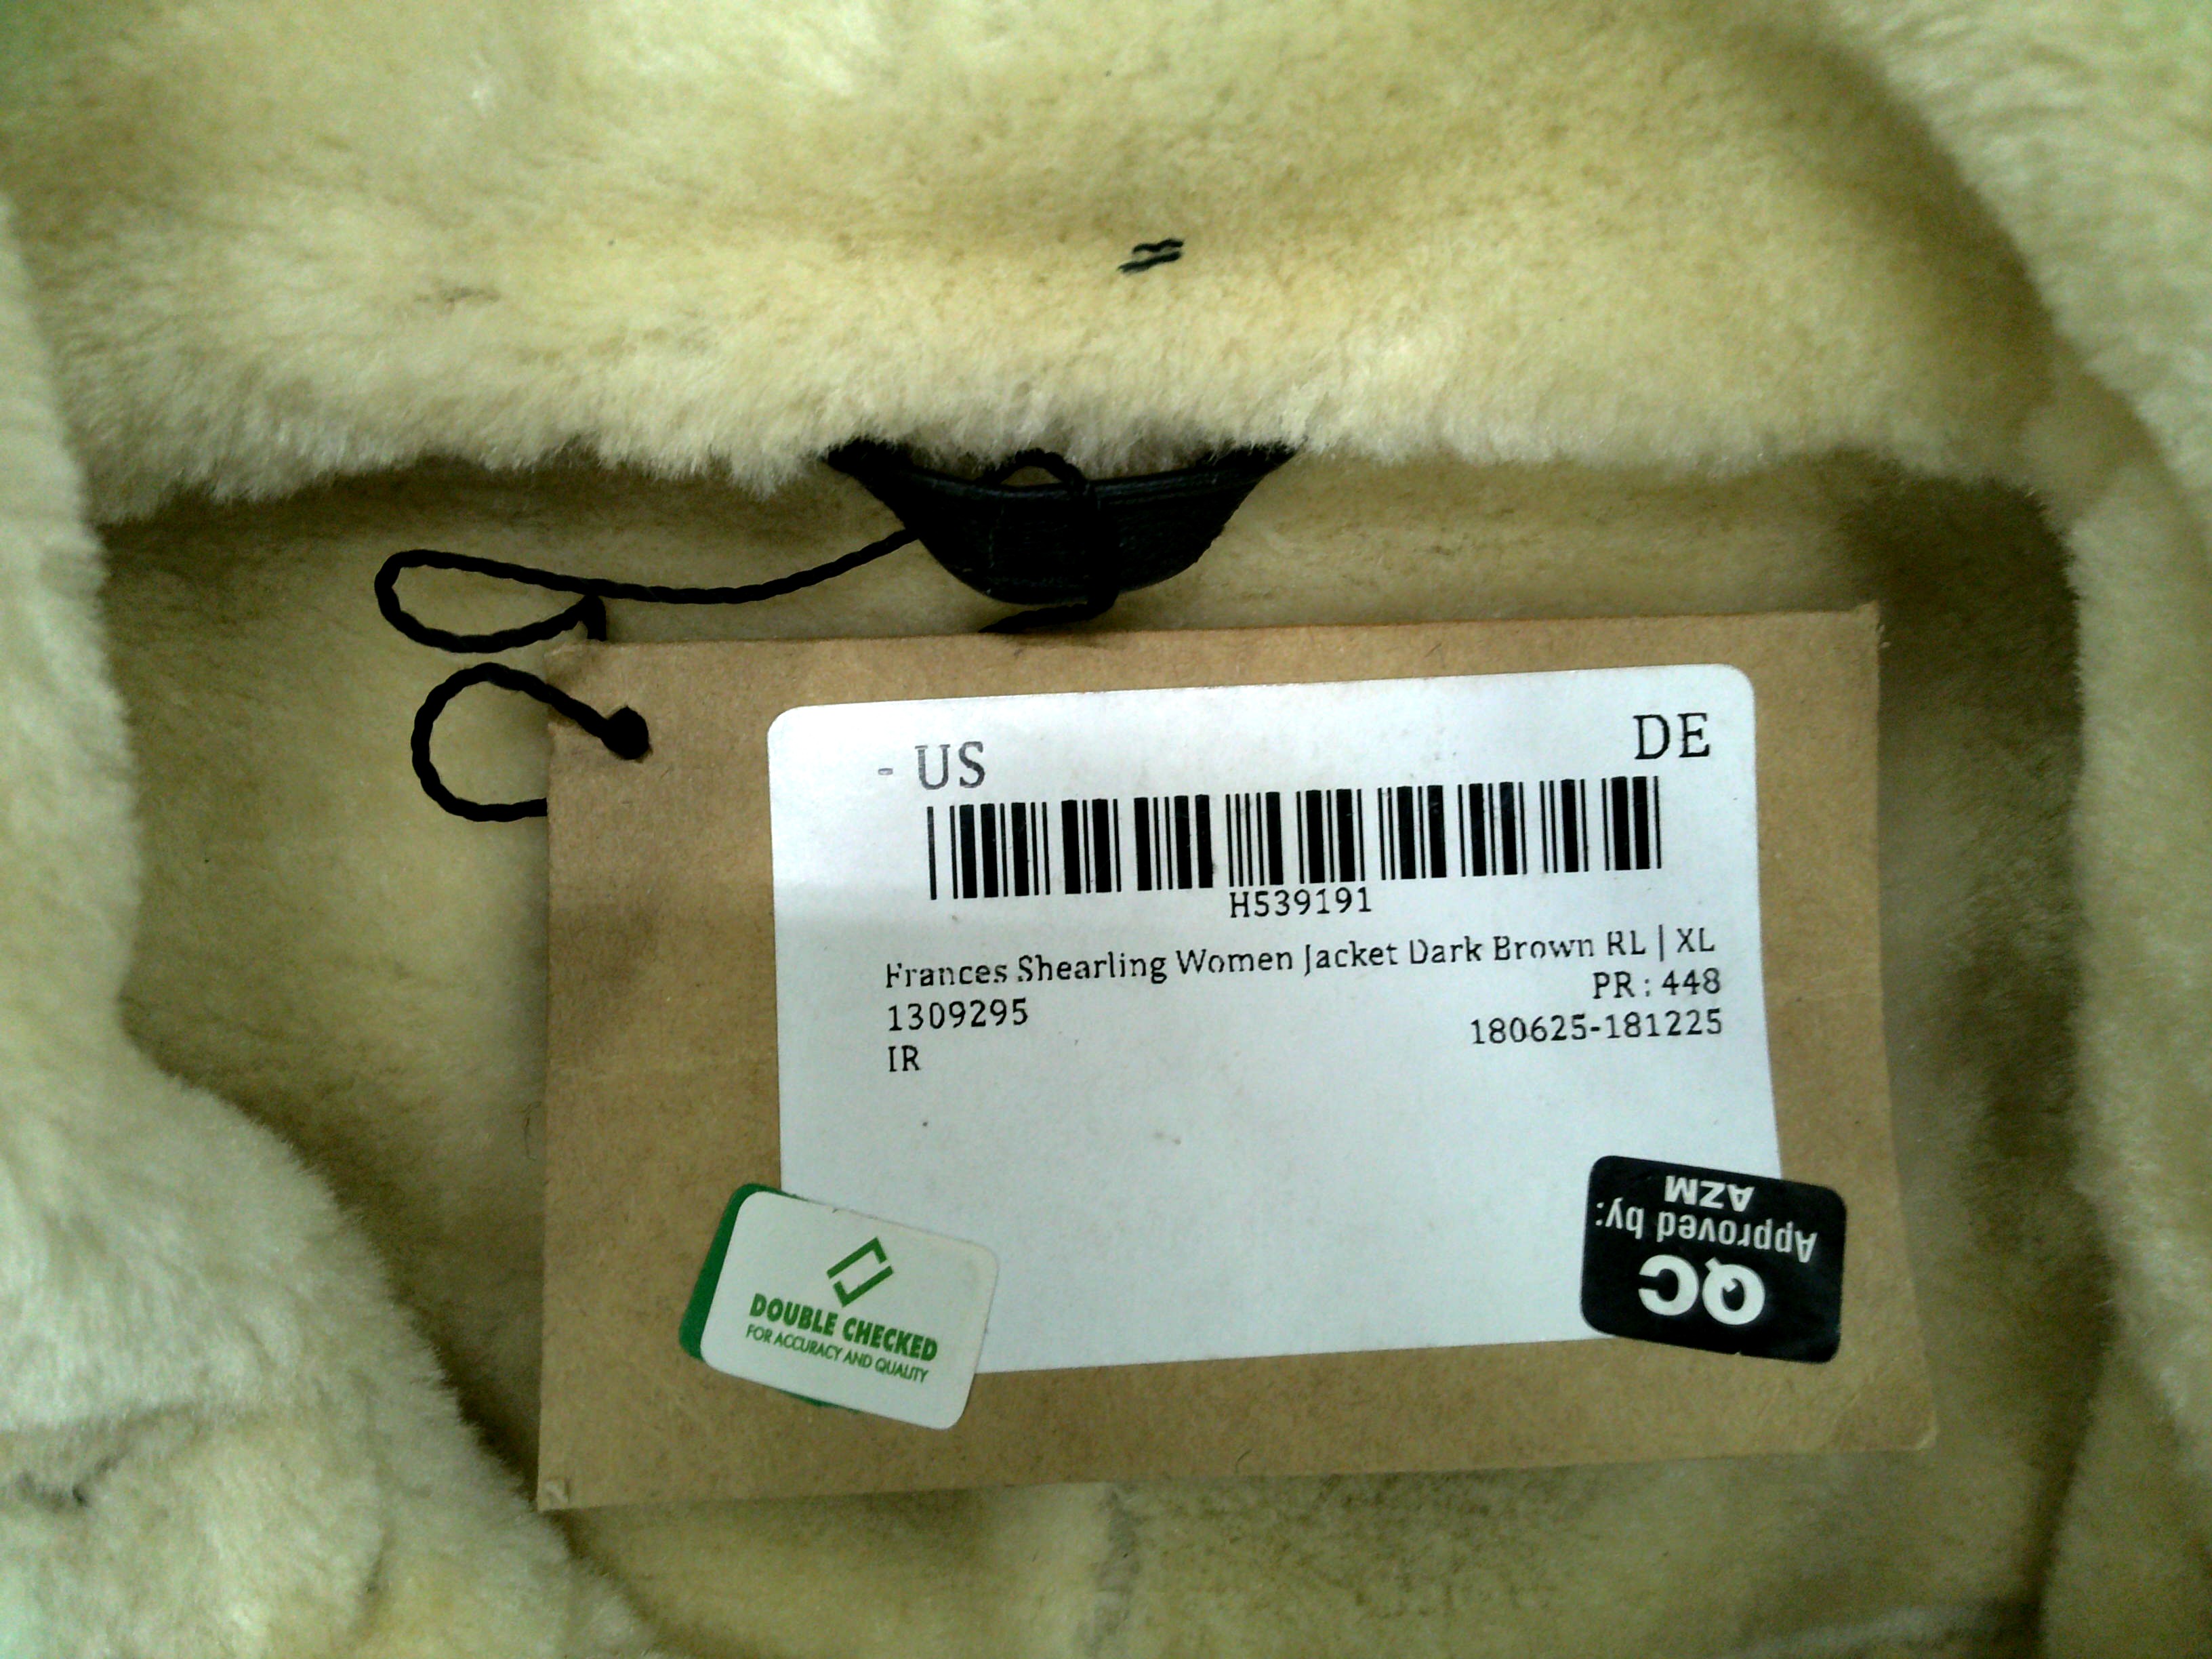 - US DE
H539191
Frances Shearling Women Jacket Dark Brown RL | XL
1309295 PR : 448
IR 180625-181225
DOUBLE CHECKED
FOR ACCURACY AND QUALITY
QC
Approved by:
AZM